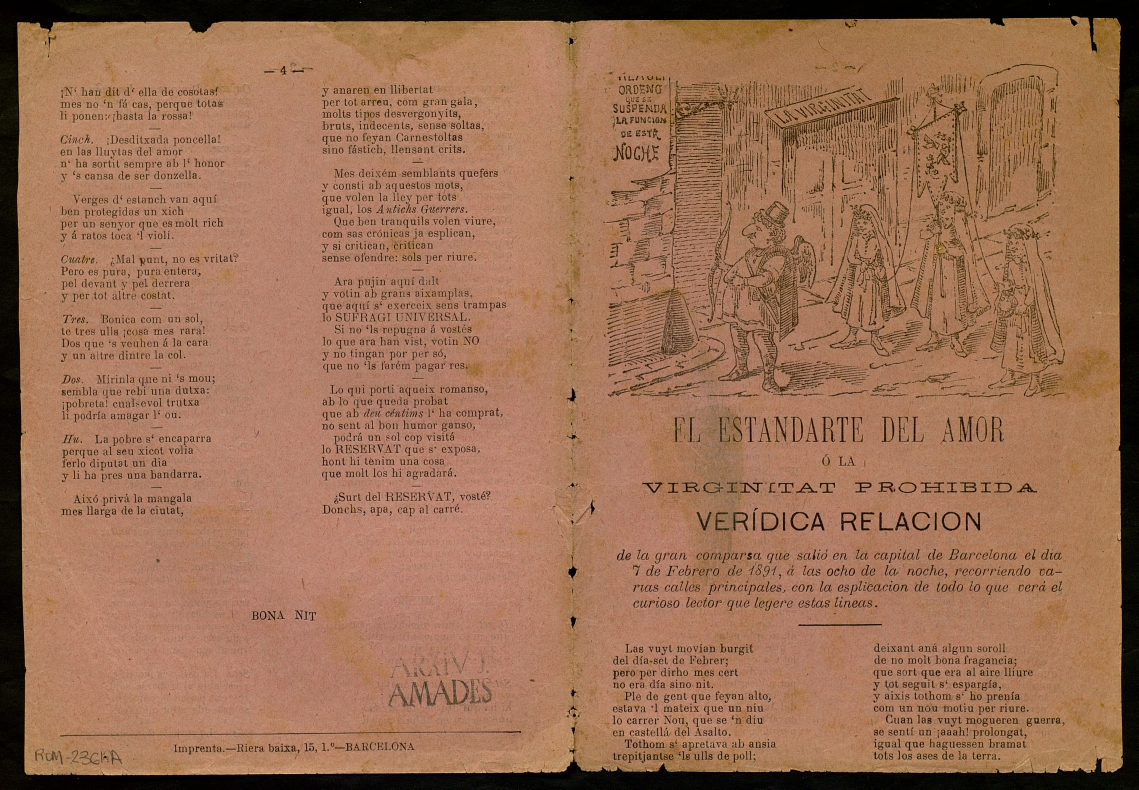 — 4 —
¡N‘ han dit d‘ ella de cosotas!
mes no ‘n fá cas, perque totas
li ponen: ¡basta la rossa!
Cinch. ¡Desditxada poncella!
en las lluytas del amor
n‘ ha sortit sempre ab l‘ honor
y ‘s cansa de ser donzella.
Verges d‘ estanch van aquí
ben protegidas un xich
per un senyor que es molt rich
y á ratos toca ‘l violí.
Cuatre. ¿Mal punt, no es vritat?
Pero es pura, pura entera,
pel devant y pel derrera
y per tot altre costat.
Tres. Bonica com un sol,
te tres ulls ¡cosa mes rara!
Dos que ‘s veuhen á la cara
y un altre dintre la col.
Dos. Mirinla que ni ‘s mou;
sembla que rebi una dutxa:
¡pobreta! cualsevol trutxa
li podría amagar l‘ ou.
Hu. La pobre s‘ encaparra
perque al seu xicot volia
ferlo diputat un dia
y li ha pres una bandarra.
Aixó privá la mangala
mes llarga de la ciutat,
y anaren en llibertat
per tot arreu, com gran gala,
molts tipos desvergonyits,
bruts, indecents, sense soltas,
que no feyan Carnestoltas
sino fástich, llensant crits.
Mes deixém semblants quefers
y consti ab aquestos mots,
que volen la lley per tots
igual, los Antichs Guerrers.
Que ben tranquils volen viure,
com sas crónicas ja esplican,
y si critican, critican
sense ofendre: sols per riure.
Ara pujin aquí dalt
y votin ab grans aixamplas,
que aquí s‘ exerceix sens trampas
lo SUFRAGI UNIVERSAL.
Si no ‘ls repugna á vostés
lo que ara han vist, votin NO
y no tingan por per só,
que no ‘ls farém pagar res.
Lo qui porti aqueix romanso,
ab lo que queda probat
que ab deu céntims l‘ ha comprat,
no sent al bon humor ganso,
podrá un sol cop visitá
lo RESERVAT que s‘ exposa,
hont hi tenim una cosa
que molt los hi agradará.
¿Surt del RESERVAT, vosté?
Donchs, apa, cap al carré.
BONA NIT
ARXIV
AMADES
Imprenta.—Riera baixa, 15, 1.º—BARCELONA
ROM-2364-A
ORDENG
QUE SE
SUSPENDA
LA FUNCION
DE ESTA
NOCHE
LA VIRGINITAT
EL ESTANDARTE DEL AMOR
Ó LA
VIRGINITAT PROHIBIDA
VERÍDICA RELACION
de la gran comparsa que salió en la capital de Barcelona el dia
7 de Febrero de 1891, á las ocho de la noche, recorriendo va-
rias calles principales, con la esplicacion de todo lo que verá el
curioso lector que legere estas lineas.
Las vuyt movían burgit
del día-set de Febrer;
pero per dirho mes cert
no era día sino nit.
Ple de gent que feyan alto,
estava ‘l mateix que un niu
lo carrer Nou, que se ‘n diu
en castellá del Asalto.
Tothom s‘ apretava ab ansia
trepitjantse ‘ls ulls de poll;
deixant aná algun soroll
de no molt bona fragancia;
que sort que era al aire lliure
y tot seguit s‘ espargía,
y aixis tothom s‘ ho prenía
com un nou motiu per riure.
Cuan las vuyt mogueren guerra,
se sentí un ¡aaah! prolongat,
igual que haguessen bramat
tots los ases de la terra.